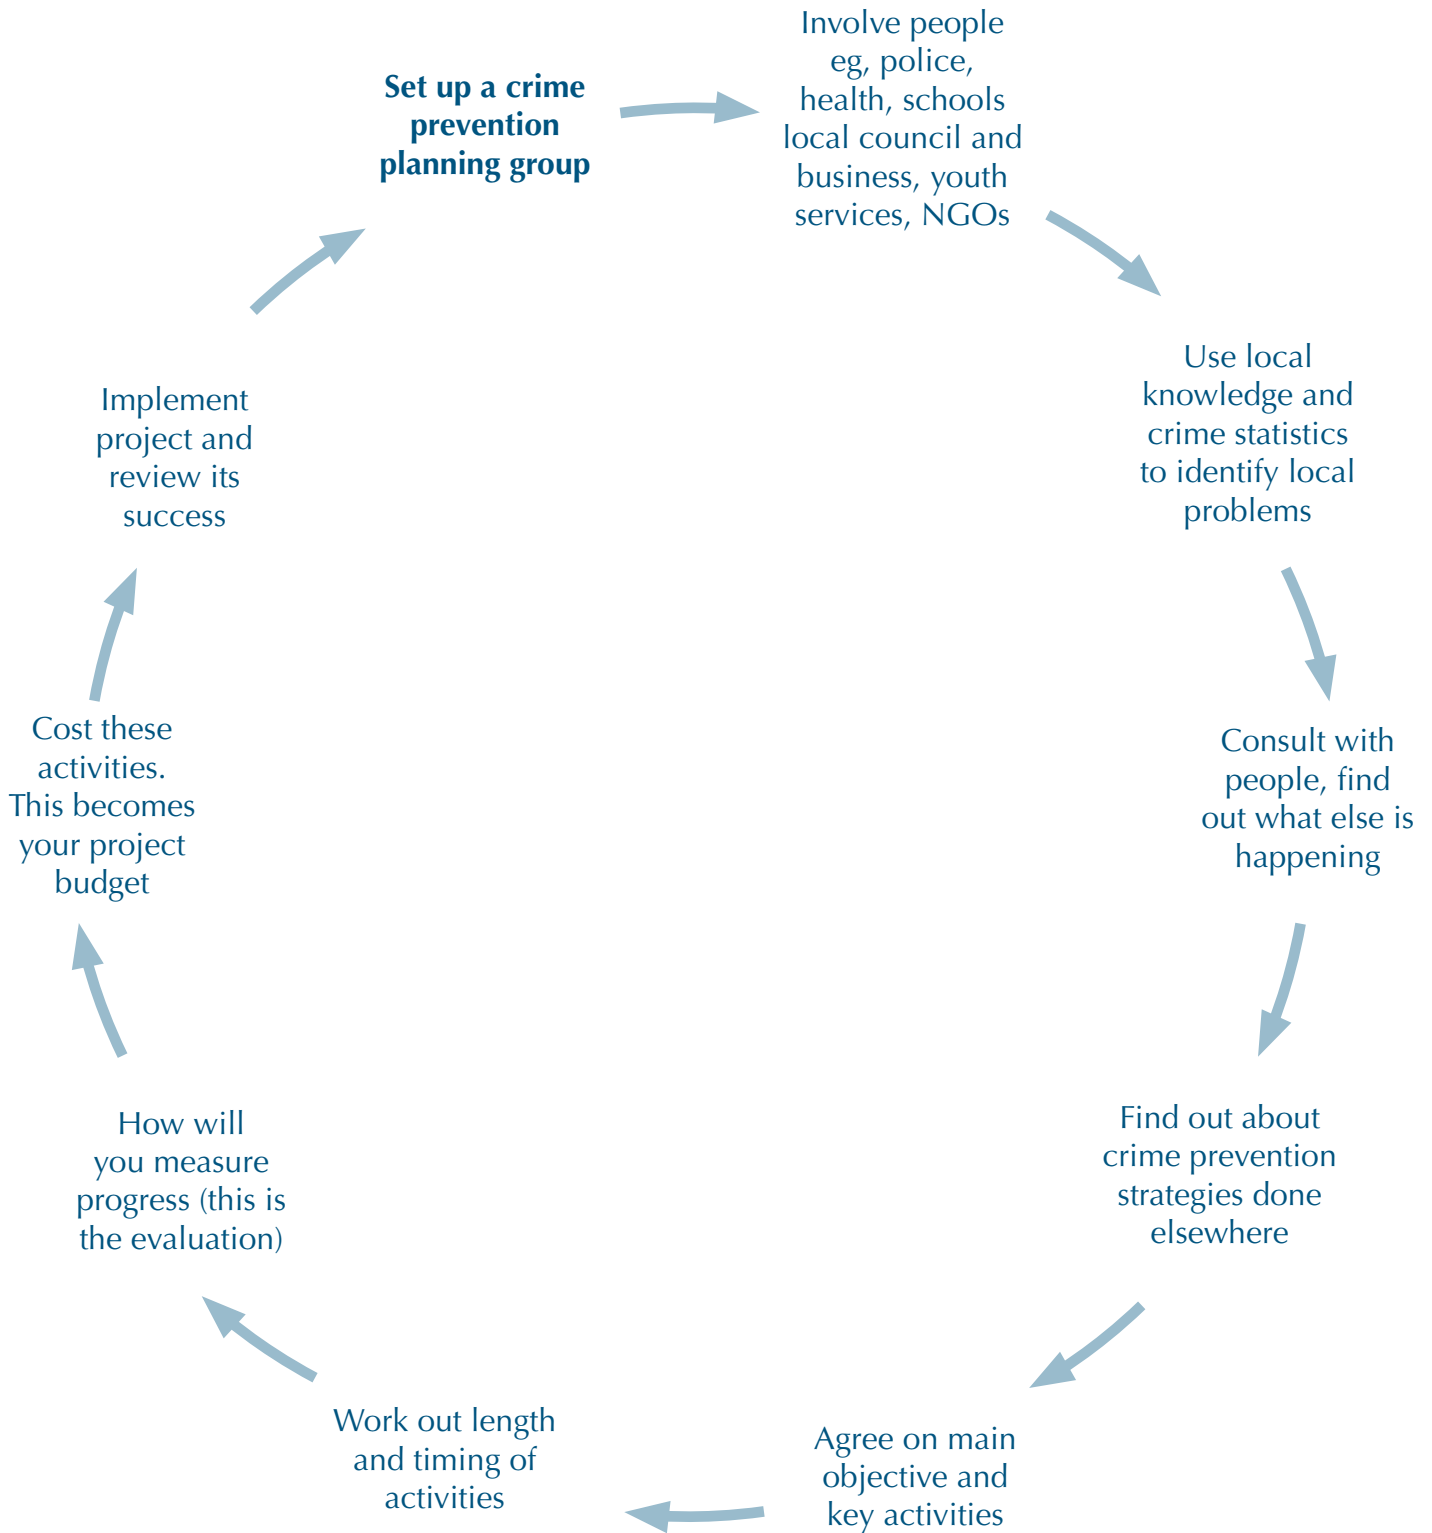 Set up a crime
prevention
planning group
Involve people
eg, police,
health, schools
local council and
business, youth
services, NGOs
Use local
knowledge and
crime statistics
to identify local
problems
Consult with
people, find
out what else is
happening
Find out about
crime prevention
strategies done
elsewhere
Agree on main
objective and
key activities
Work out length
and timing of
activities
How will
you measure
progress (this is
the evaluation)
Cost these
activities.
This becomes
your project
budget
Implement
project and
review its
success